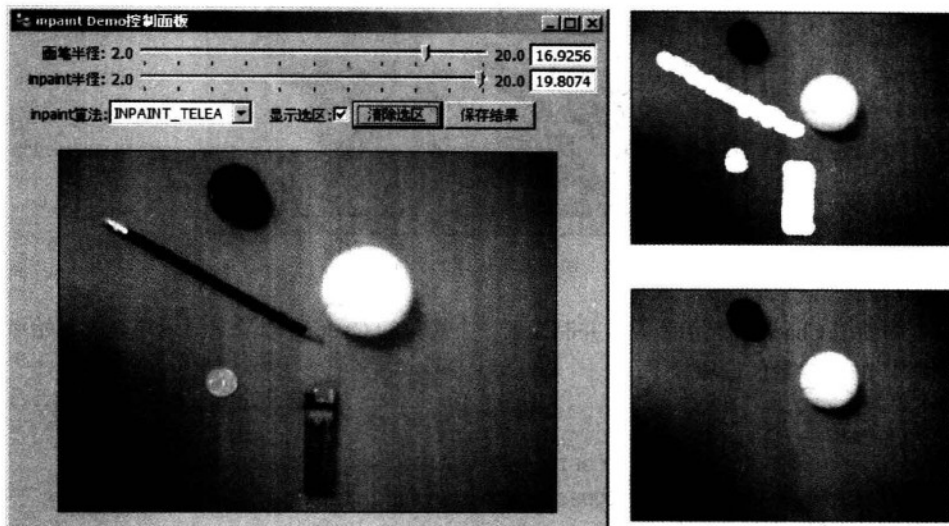 inpaint Demo控制面板
画笔半径: 2.0 20.0 16.9256
inpaint半径: 2.0 20.0 19.8074
inpaint算法: INPAINT_TELEA 显示选区: 清除选区 保存结果